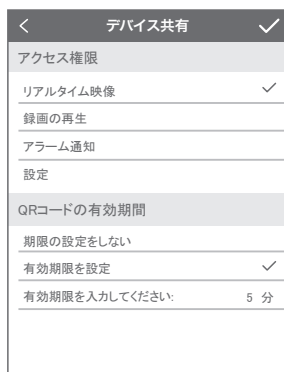 デバイス共有
アクセス権限
リアルタイム映像
録画の再生
アラーム通知
設定
QRコードの有効期間
期限の設定をしない
有効期限を設定
有効期限を入力してください: 5 分